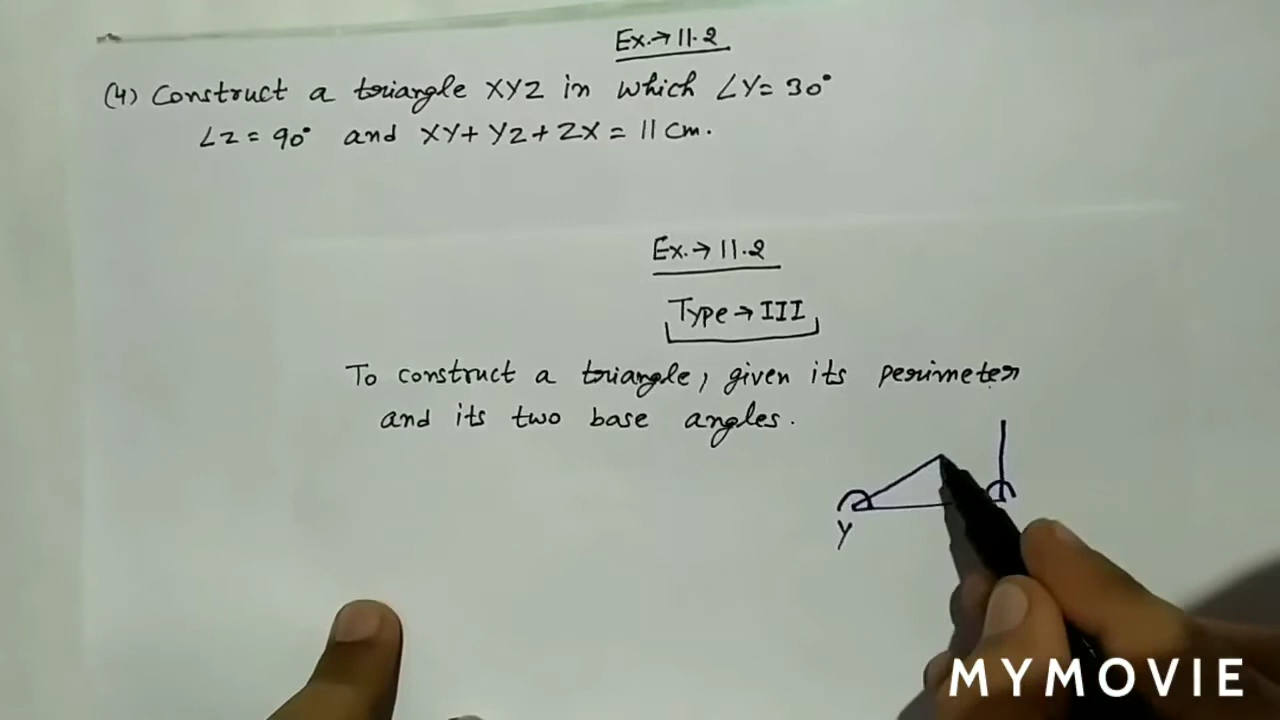 Ex.→ 11.2
(4) Construct a triangle XYZ in which ∠Y= 30°
∠Z = 90° and XY+ YZ+ ZX = 11 cm.
Ex.→ 11.2
Type → III
To construct a triangle, given its perimeter
and its two base angles.
Y
MYMOVIE